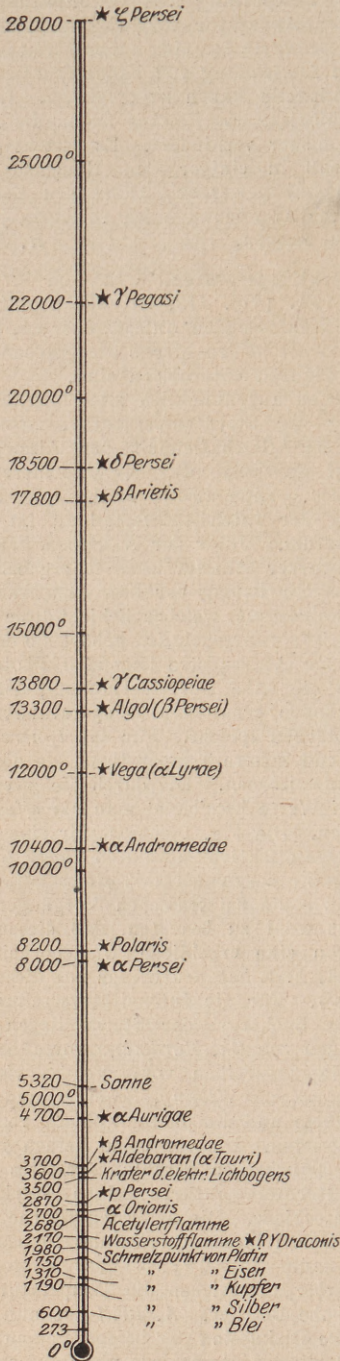 28000 ★ ζ Persei
25000°
22000 ★ γ Pegasi
20000°
18500 ★ δ Persei
17800 ★ β Arietis
15000°
13800 ★ γ Cassiopeiae
13300 ★ Algol (β Persei)
12000° ★ Vega (α Lyrae)
10400 ★ α Andromedae
10000°
8200 ★ Polaris
8000 ★ α Persei
5320 Sonne
5000°
4700 ★ α Aurigae
★ β Andromedae
3700 ★ Aldebaran (α Tauri)
3600 Krater d. elektr. Lichbogens
3500
2870 ★ p Persei
2700 α Orionis
2680 Acetylenflamme
2170 Wasserstoffflamme ★ RY Draconis
1980 Schmelzpunkt von Platin
1750 " " Eisen
1310 " " Kupfer
1190 " " Silber
600 " " Blei
273
0°